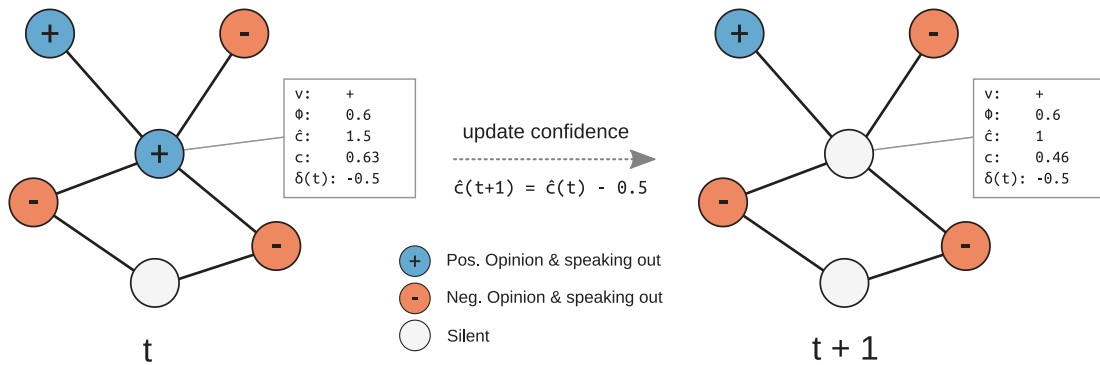 +
-
v: +
Φ: 0.6
ĉ: 1.5
c: 0.63
δ(t): -0.5
+
-
-
t
update confidence
ĉ(t+1) = ĉ(t) - 0.5
+ Pos. Opinion & speaking out
- Neg. Opinion & speaking out
Silent
+
-
v: +
Φ: 0.6
ĉ: 1
c: 0.46
δ(t): -0.5
-
-
t + 1